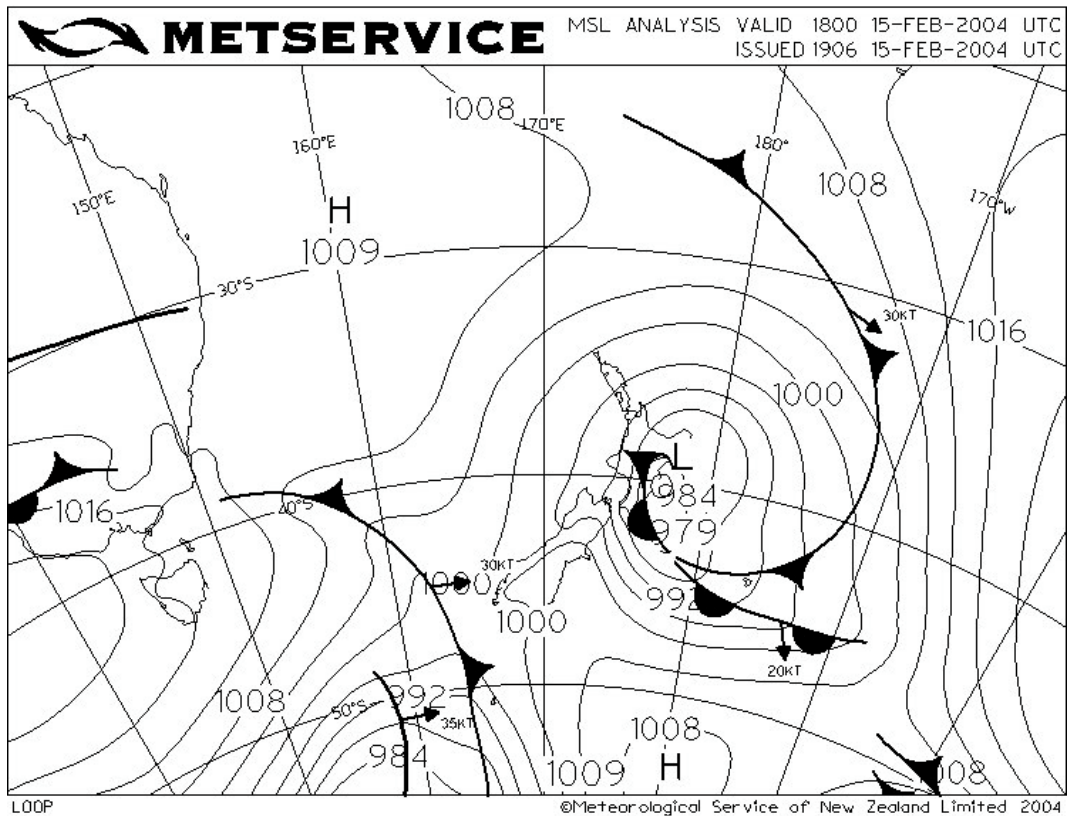 METSERVICE
MSL ANALYSIS VALID 1800 15-FEB-2004 UTC
ISSUED 1906 15-FEB-2004 UTC
1008
170°E
160°E
180°
150°E
1008
170°W
H
1009
30°S
30KT
1016
1000
L
984
979
1016
40°S
30KT
1000
992
1000
20KT
1008
992
50°S
35KT
984
1008
1009
H
LOOP
©Meteorological Service of New Zealand Limited 2004